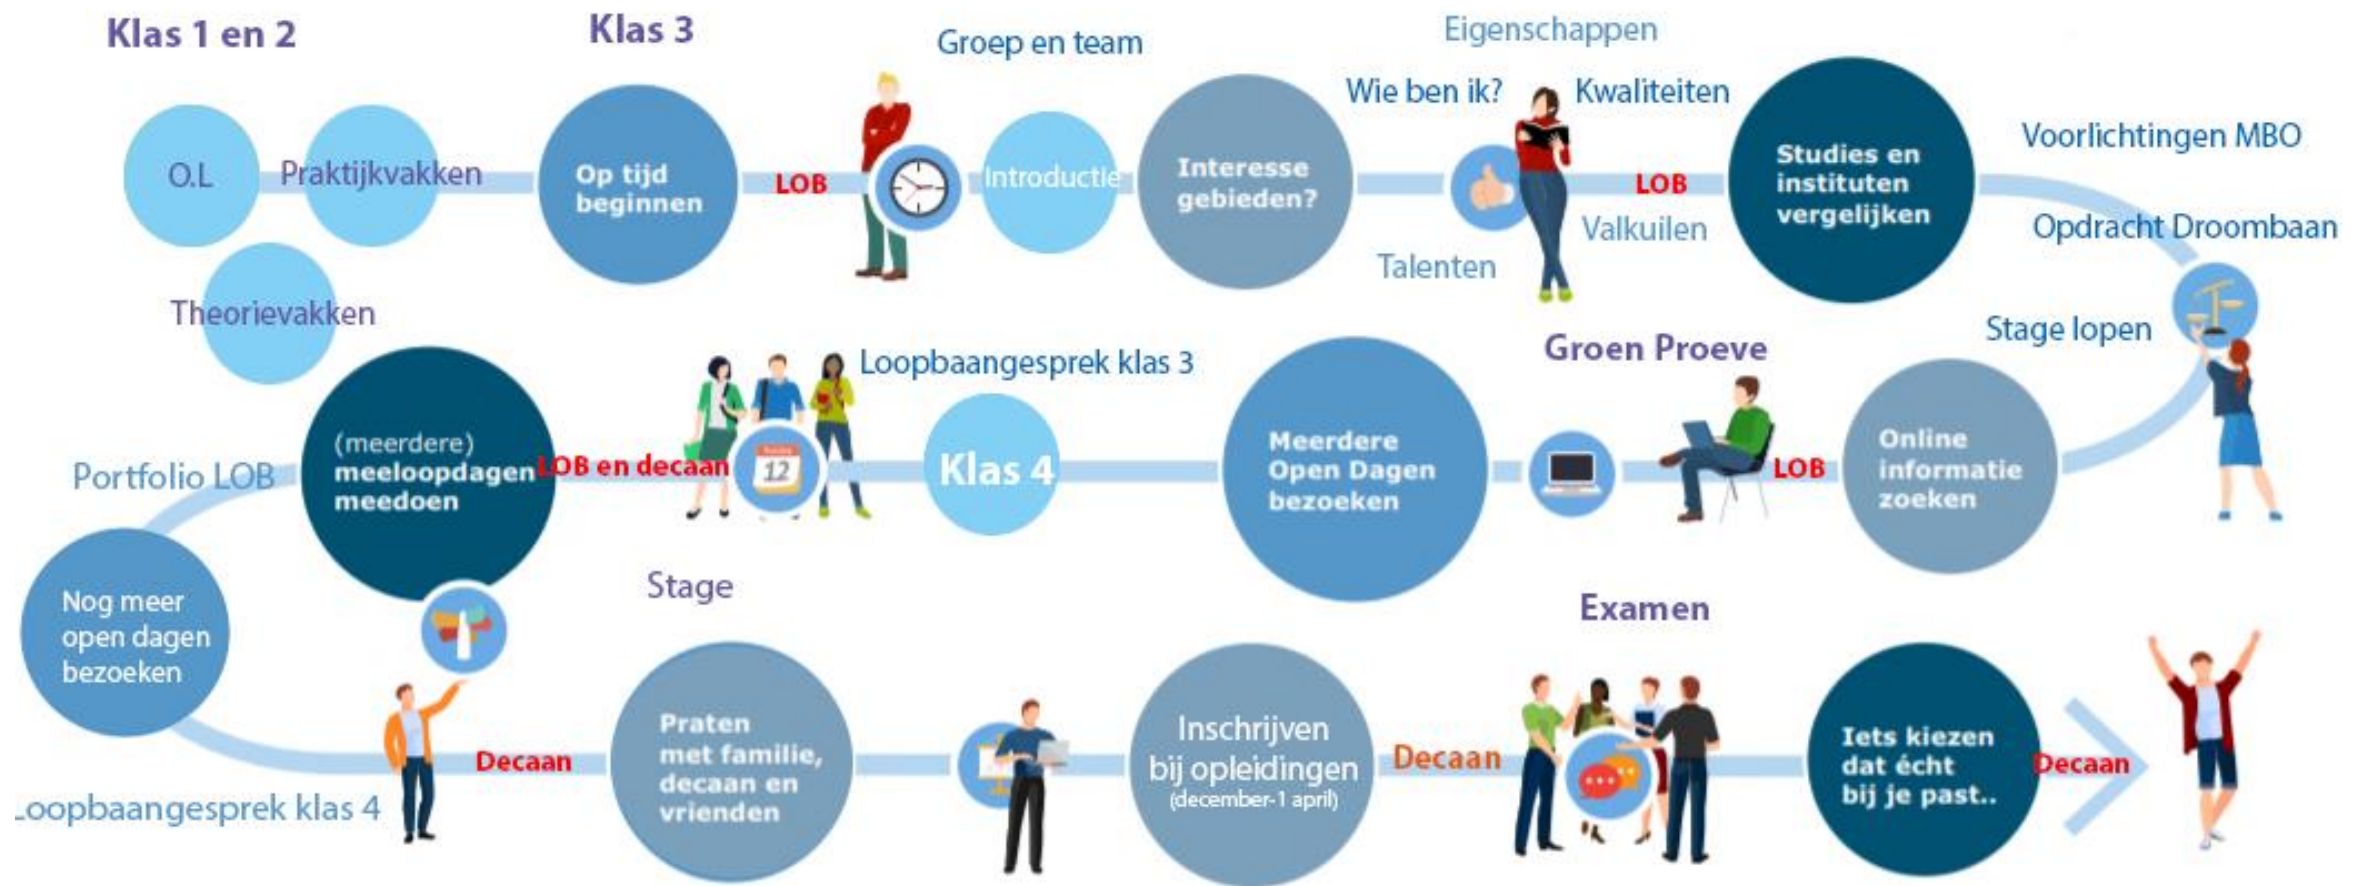 Klas 1 en 2
Klas 3
Groep en team
Eigenschappen
Wie ben ik?
Kwaliteiten
O.L
Praktijkvakken
Theorievakken
Op tijd
beginnen
LOB
Introductie
Interesse
gebieden?
Talenten
LOB
Valkuilen
Studies en
instituten
vergelijken
Voorlichtingen MBO
Opdracht Droombaan
Stage lopen
Online
informatie
zoeken
LOB
Groen Proeve
Meerdere
Open Dagen
bezoeken
Klas 4
Loopbaangesprek klas 3
12
LOB en decaan
(meerdere)
meeloopdagen
meedoen
Portfolio LOB
Nog meer
open dagen
bezoeken
Loopbaangesprek klas 4
Decaan
Stage
Praten
met familie,
decaan en
vrienden
Inschrijven
bij opleidingen
(december-1 april)
Decaan
Examen
Iets kiezen
dat écht
bij je past..
Decaan